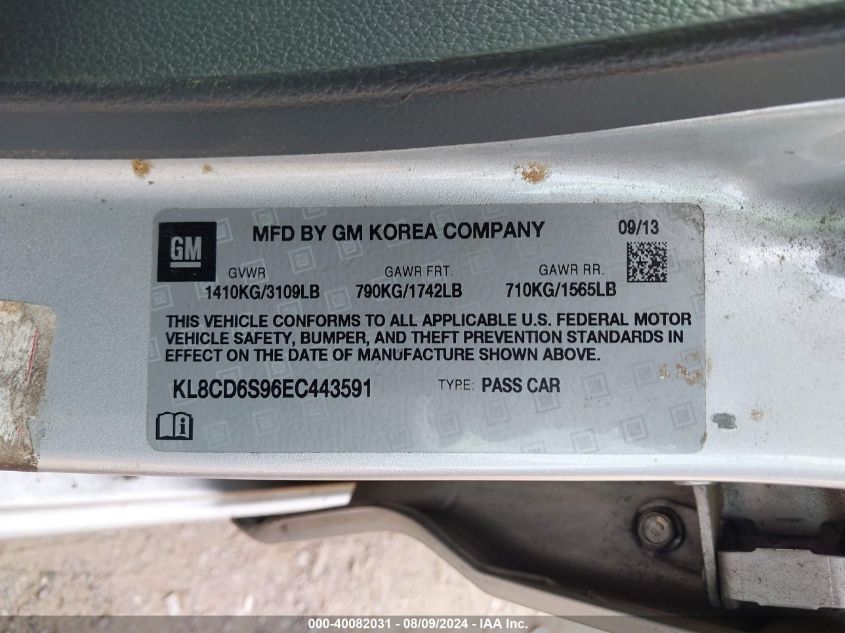 GM
MFD BY GM KOREA COMPANY
09/13
GVWR
GAWR FRT.
GAWR RR.
1410KG/3109LB
790KG/1742LB
710KG/1565LB
THIS VEHICLE CONFORMS TO ALL APPLICABLE U.S. FEDERAL MOTOR
VEHICLE SAFETY, BUMPER, AND THEFT PREVENTION STANDARDS IN
EFFECT ON THE DATE OF MANUFACTURE SHOWN ABOVE.
KL8CD6S96EC443591
TYPE: PASS CAR
000-40082031 - 08/09/2024 - IAA Inc.